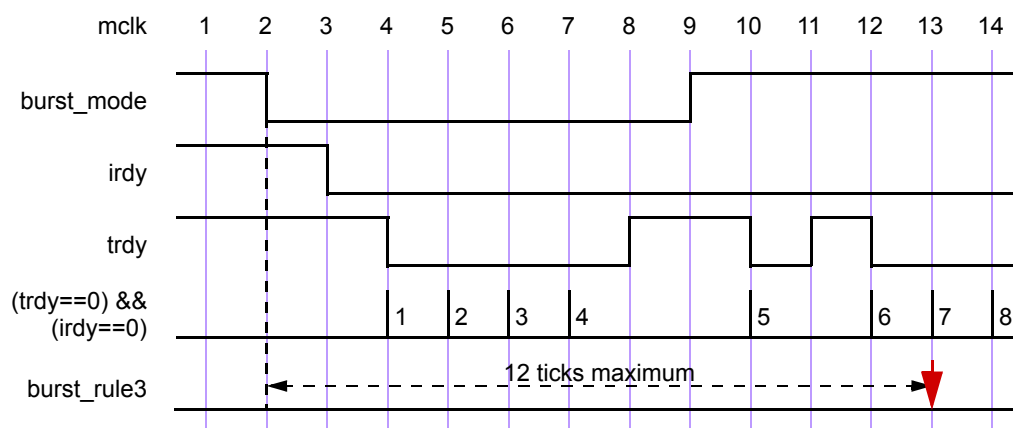 mclk 1 2 3 4 5 6 7 8 9 10 11 12 13 14
burst_mode
irdy
trdy
(trdy==0) &&
(irdy==0)
1 2 3 4 5 6 7 8
burst_rule3
12 ticks maximum